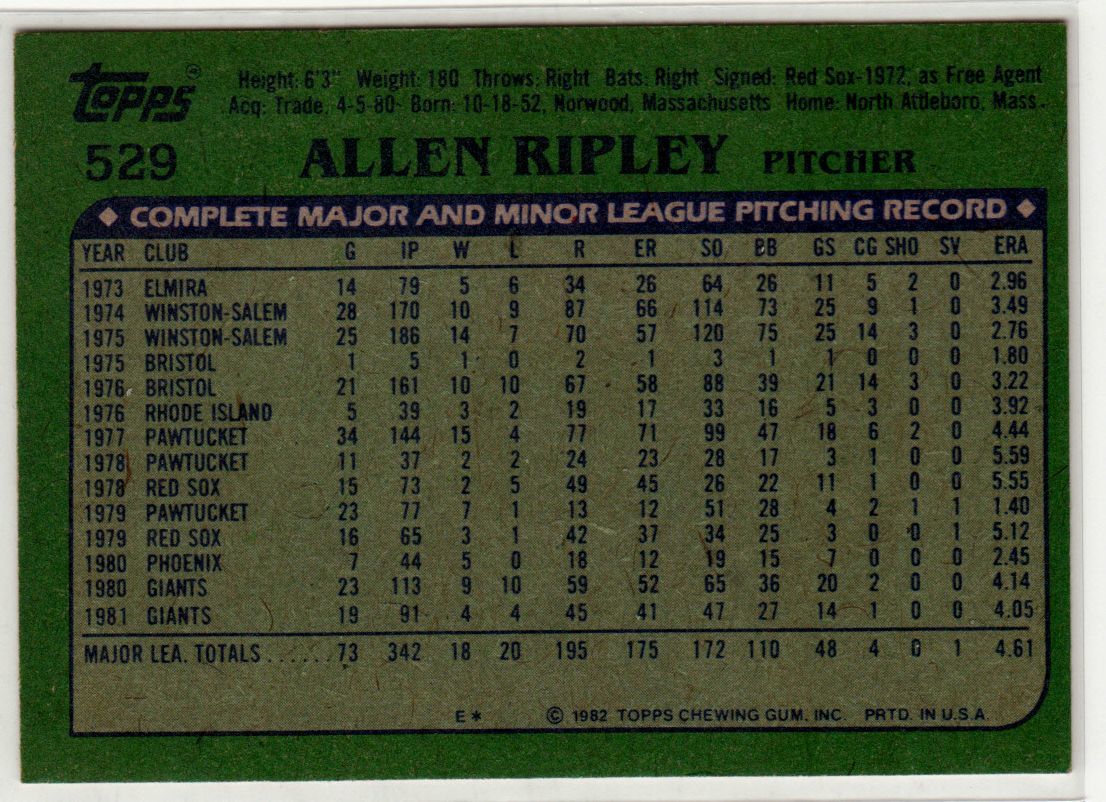 Topps® Height: 6'3" Weight: 180 Throws: Right Bats: Right Signed: Red Sox-1972, as Free Agent
Acq: Trade, 4-5-80 Born: 10-18-52, Norwood, Massachusetts Home: North Attleboro, Mass.
529 ALLEN RIPLEY PITCHER
◆ COMPLETE MAJOR AND MINOR LEAGUE PITCHING RECORD ◆
YEAR CLUB G IP W L R ER SO BB GS CG SHO SV ERA
1973 ELMIRA 14 79 5 6 34 26 64 26 11 5 2 0 2.96
1974 WINSTON-SALEM 28 170 10 9 87 66 114 73 25 9 1 0 3.49
1975 WINSTON-SALEM 25 186 14 7 70 57 120 75 25 14 3 0 2.76
1975 BRISTOL 1 5 1 0 2 1 3 1 1 0 0 0 1.80
1976 BRISTOL 21 161 10 10 67 58 88 39 21 14 3 0 3.22
1976 RHODE ISLAND 5 39 3 2 19 17 33 16 5 3 0 0 3.92
1977 PAWTUCKET 34 144 15 4 77 71 99 47 18 6 2 0 4.44
1978 PAWTUCKET 11 37 2 2 24 23 28 17 3 1 0 0 5.59
1978 RED SOX 15 73 2 5 49 45 26 22 11 1 0 0 5.55
1979 PAWTUCKET 23 77 7 1 13 12 51 28 4 2 1 1 1.40
1979 RED SOX 16 65 3 1 42 37 34 25 3 0 0 1 5.12
1980 PHOENIX 7 44 5 0 18 12 19 15 7 0 0 0 2.45
1980 GIANTS 23 113 9 10 59 52 65 36 20 2 0 0 4.14
1981 GIANTS 19 91 4 4 45 41 47 27 14 1 0 0 4.05
MAJOR LEA. TOTALS......73 342 18 20 195 175 172 110 48 4 0 1 4.61
E* © 1982 TOPPS CHEWING GUM, INC. PRTD. IN U.S.A.